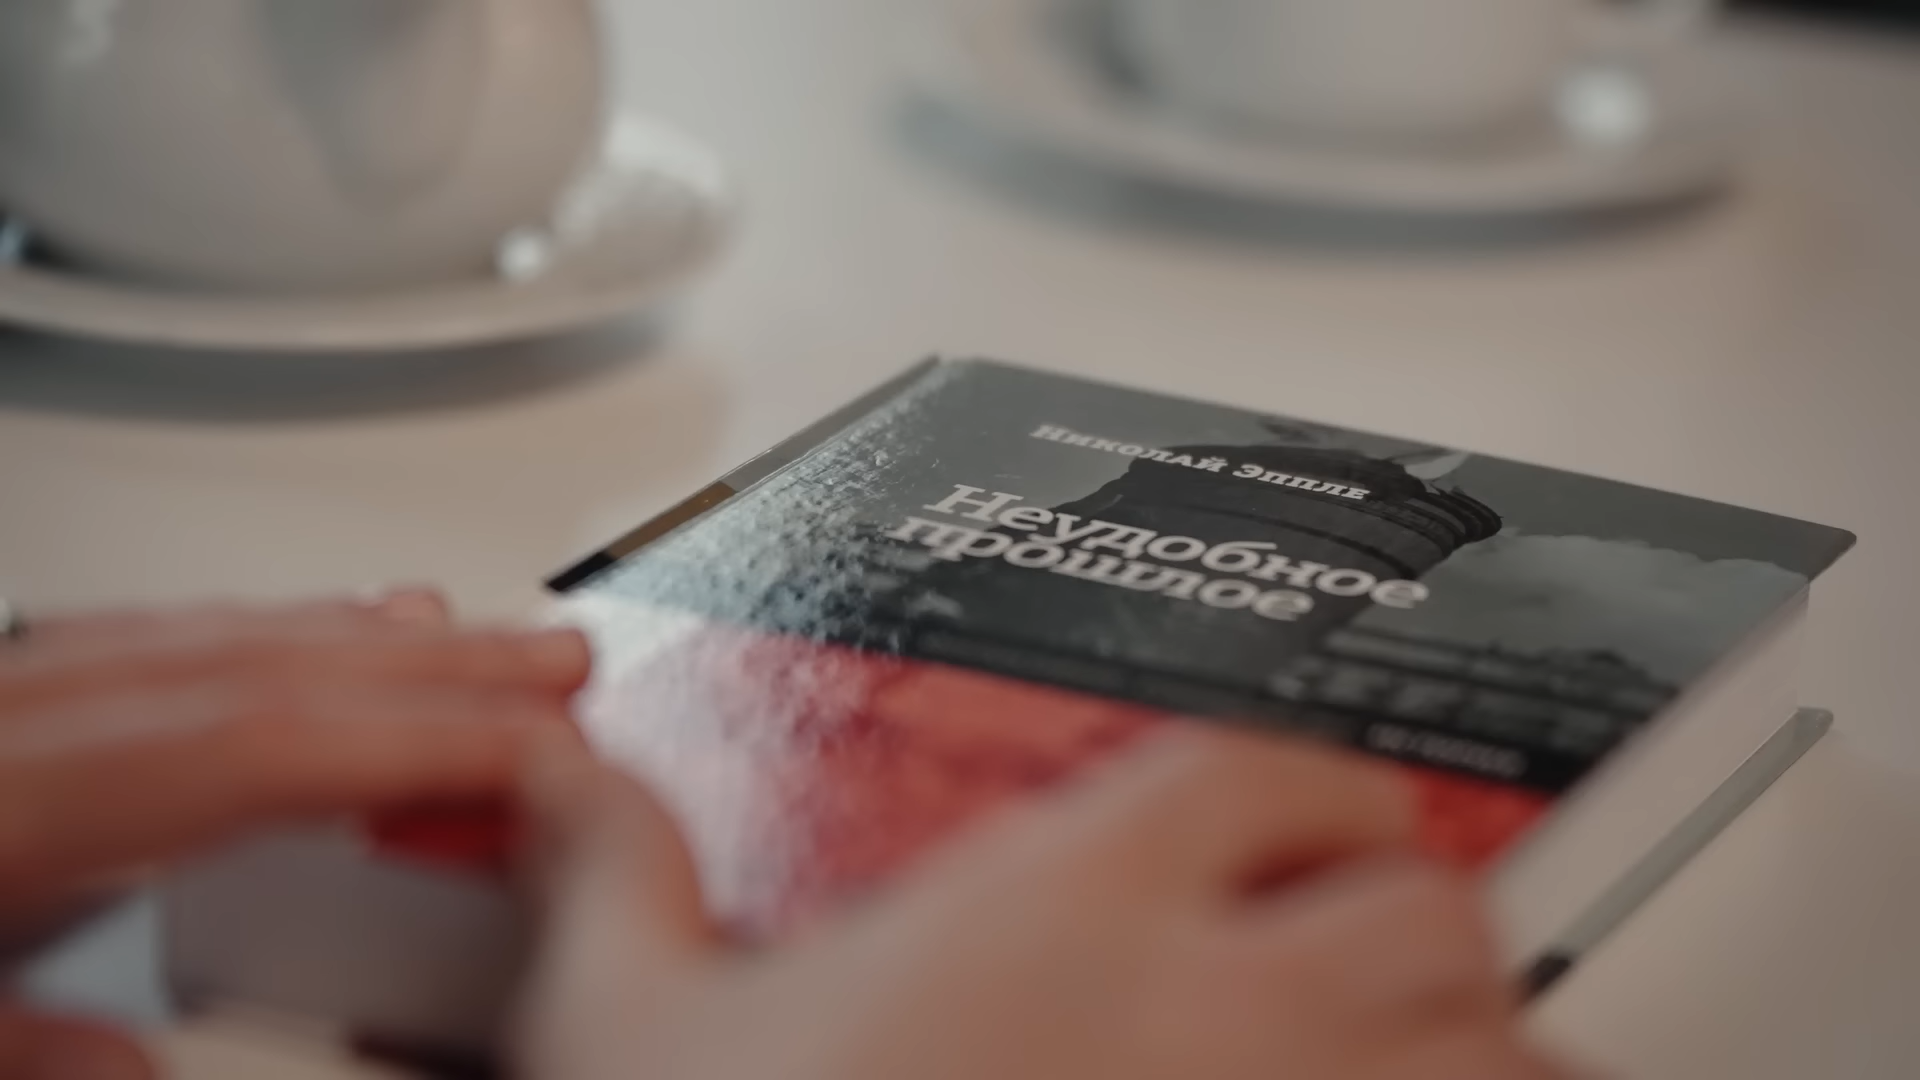 Николай Эппле
Неудобное
прошлое